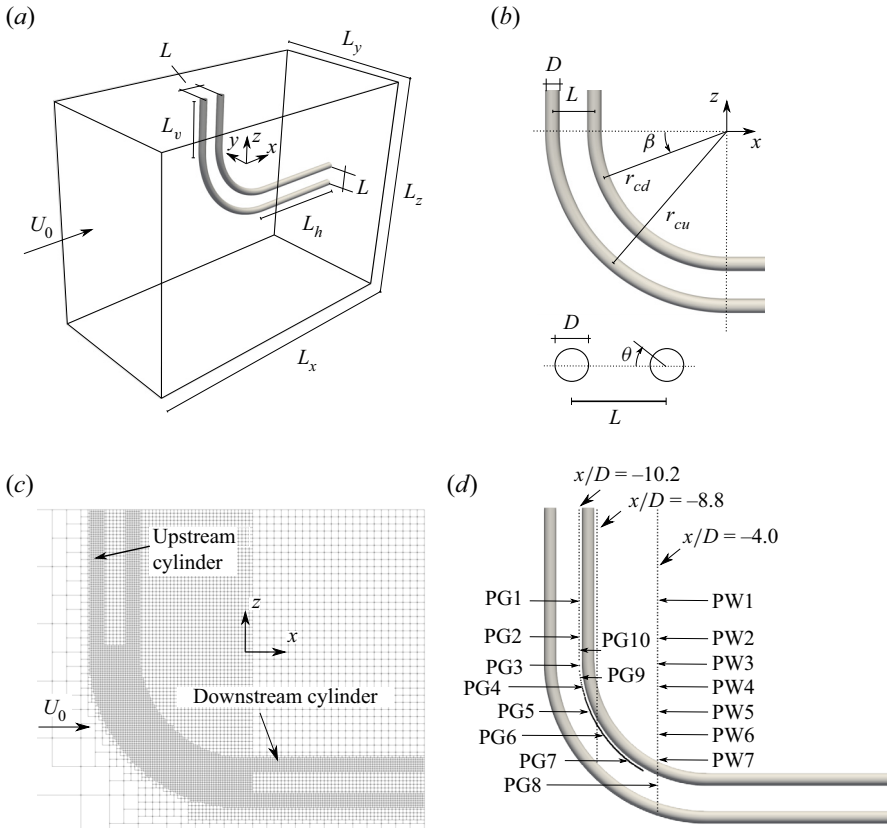 (a)
L
L_y
L_v
y
z
x
L
L_z
L_h
U_0
L_x
(b)
D
L
z
x
β
r_cd
r_cu
D
θ
L
(c)
Upstream
cylinder
z
x
Downstream cylinder
U_0
(d)
x/D = –10.2
x/D = –8.8
x/D = –4.0
PG1
PW1
PG2
PG10
PW2
PG3
PG9
PW3
PG4
PW4
PG5
PW5
PG6
PW6
PG7
PW7
PG8